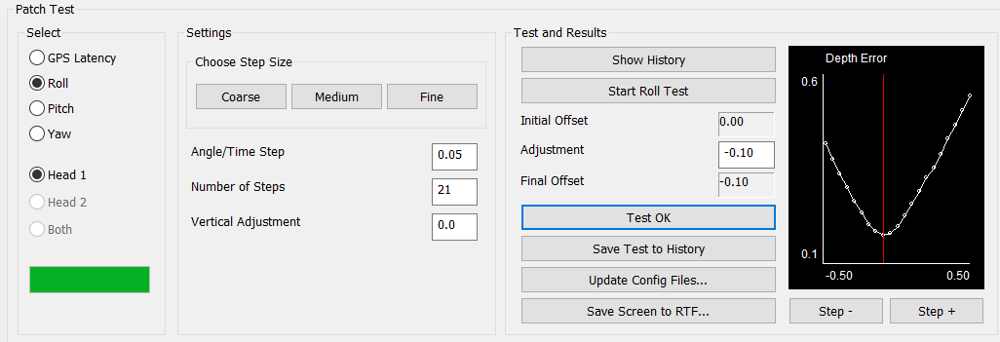 Patch Test
Select
GPS Latency
Roll
Pitch
Yaw
Head 1
Head 2
Both
Settings
Choose Step Size
Coarse Medium Fine
Angle/Time Step 0.05
Number of Steps 21
Vertical Adjustment 0.0
Test and Results
Show History
Start Roll Test
Initial Offset 0.00
Adjustment -0.10
Final Offset -0.10
Test OK
Save Test to History
Update Config Files...
Save Screen to RTF...
Depth Error
0.6
0.1
-0.50 0.50
Step - Step +